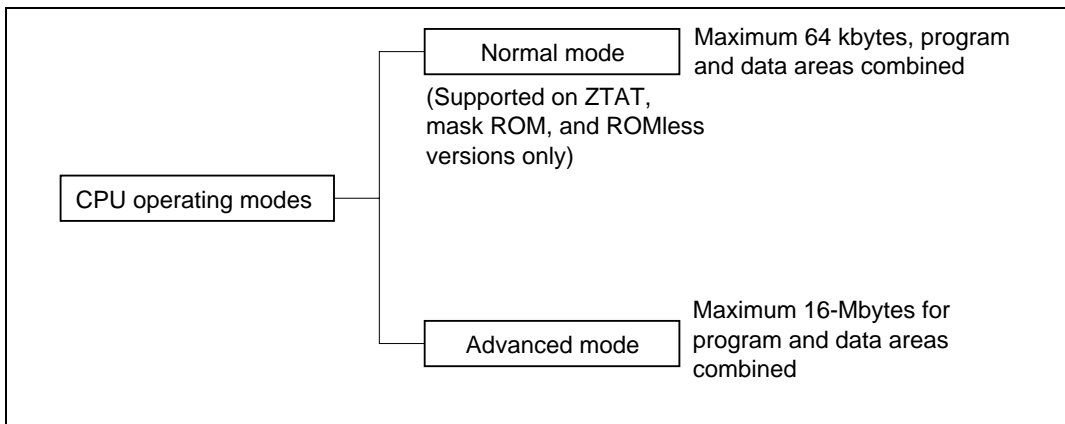 Normal mode
Maximum 64 kbytes, program
and data areas combined
(Supported on ZTAT,
mask ROM, and ROMless
versions only)
CPU operating modes
Advanced mode
Maximum 16-Mbytes for
program and data areas
combined